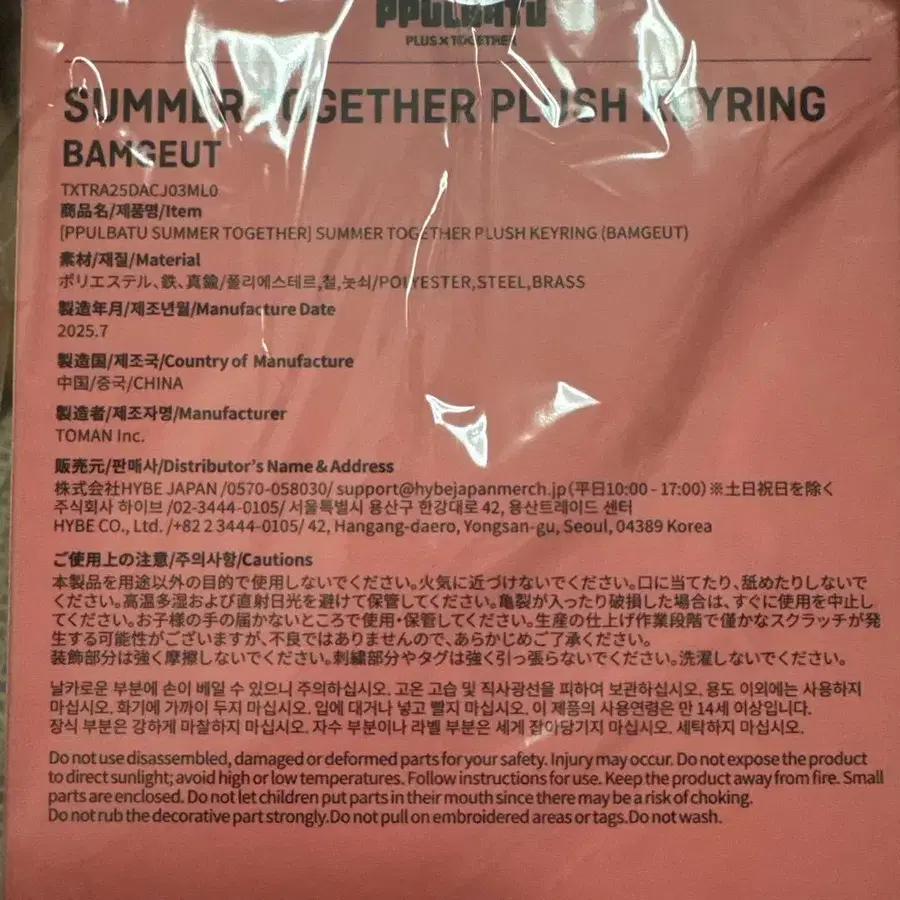 PPULBATU
PLUS X TOGETHER
SUMMER TOGETHER PLUSH KEYRING
BAMGEUT
TXTRA25DACJ03ML0
商品名/제품명/Item
[PPULBATU SUMMER TOGETHER] SUMMER TOGETHER PLUSH KEYRING (BAMGEUT)
素材/재질/Material
ポリエステル、鉄、真鍮/폴리에스테르,철,놋쇠/POLYESTER,STEEL,BRASS
製造年月/제조년월/Manufacture Date
2025.7
製造国/제조국/Country of Manufacture
中国/중국/CHINA
製造者/제조자명/Manufacturer
TOMAN Inc.
販売元/판매사/Distributor's Name & Address
株式会社HYBE JAPAN /0570-058030/ support@hybejapanmerch.jp(平日10:00 - 17:00)※土日祝日を除く
주식회사 하이브 /02-3444-0105/ 서울특별시 용산구 한강대로 42, 용산트레이드 센터
HYBE CO., Ltd. /+82 2 3444-0105/ 42, Hangang-daero, Yongsan-gu, Seoul, 04389 Korea
ご使用上の注意/주의사항/Cautions
本製品を用途以外の目的で使用しないでください。火気に近づけないでください。口に当てたり、舐めたりしないで
ください。高温多湿および直射日光を避けて保管してください。亀裂が入ったり破損した場合は、すぐに使用を中止し
てください。お子様の手の届かないところで使用・保管してください。生産の仕上げ作業段階で僅かなスクラッチが発
生する可能性がございますが、不良ではありませんので、あらかじめご了承ください。
装飾部分は強く摩擦しないでください。刺繍部分やタグは強く引っ張らないでください。洗濯しないでください。
날카로운 부분에 손이 베일 수 있으니 주의하십시오. 고온 고습 및 직사광선을 피하여 보관하십시오. 용도 이외에는 사용하지
마십시오. 화기에 가까이 두지 마십시오. 입에 대거나 넣고 빨지 마십시오. 이 제품의 사용연령은 만 14세 이상입니다.
장식 부분은 강하게 마찰하지 마십시오. 자수 부분이나 라벨 부분은 세게 잡아당기지 마십시오. 세탁하지 마십시오.
Do not use disassembled, damaged or deformed parts for your safety. Injury may occur. Do not expose the product
to direct sunlight; avoid high or low temperatures. Follow instructions for use. Keep the product away from fire. Small
parts are enclosed. Do not let children put parts in their mouth since there may be a risk of choking.
Do not rub the decorative part strongly.Do not pull on embroidered areas or tags.Do not wash.